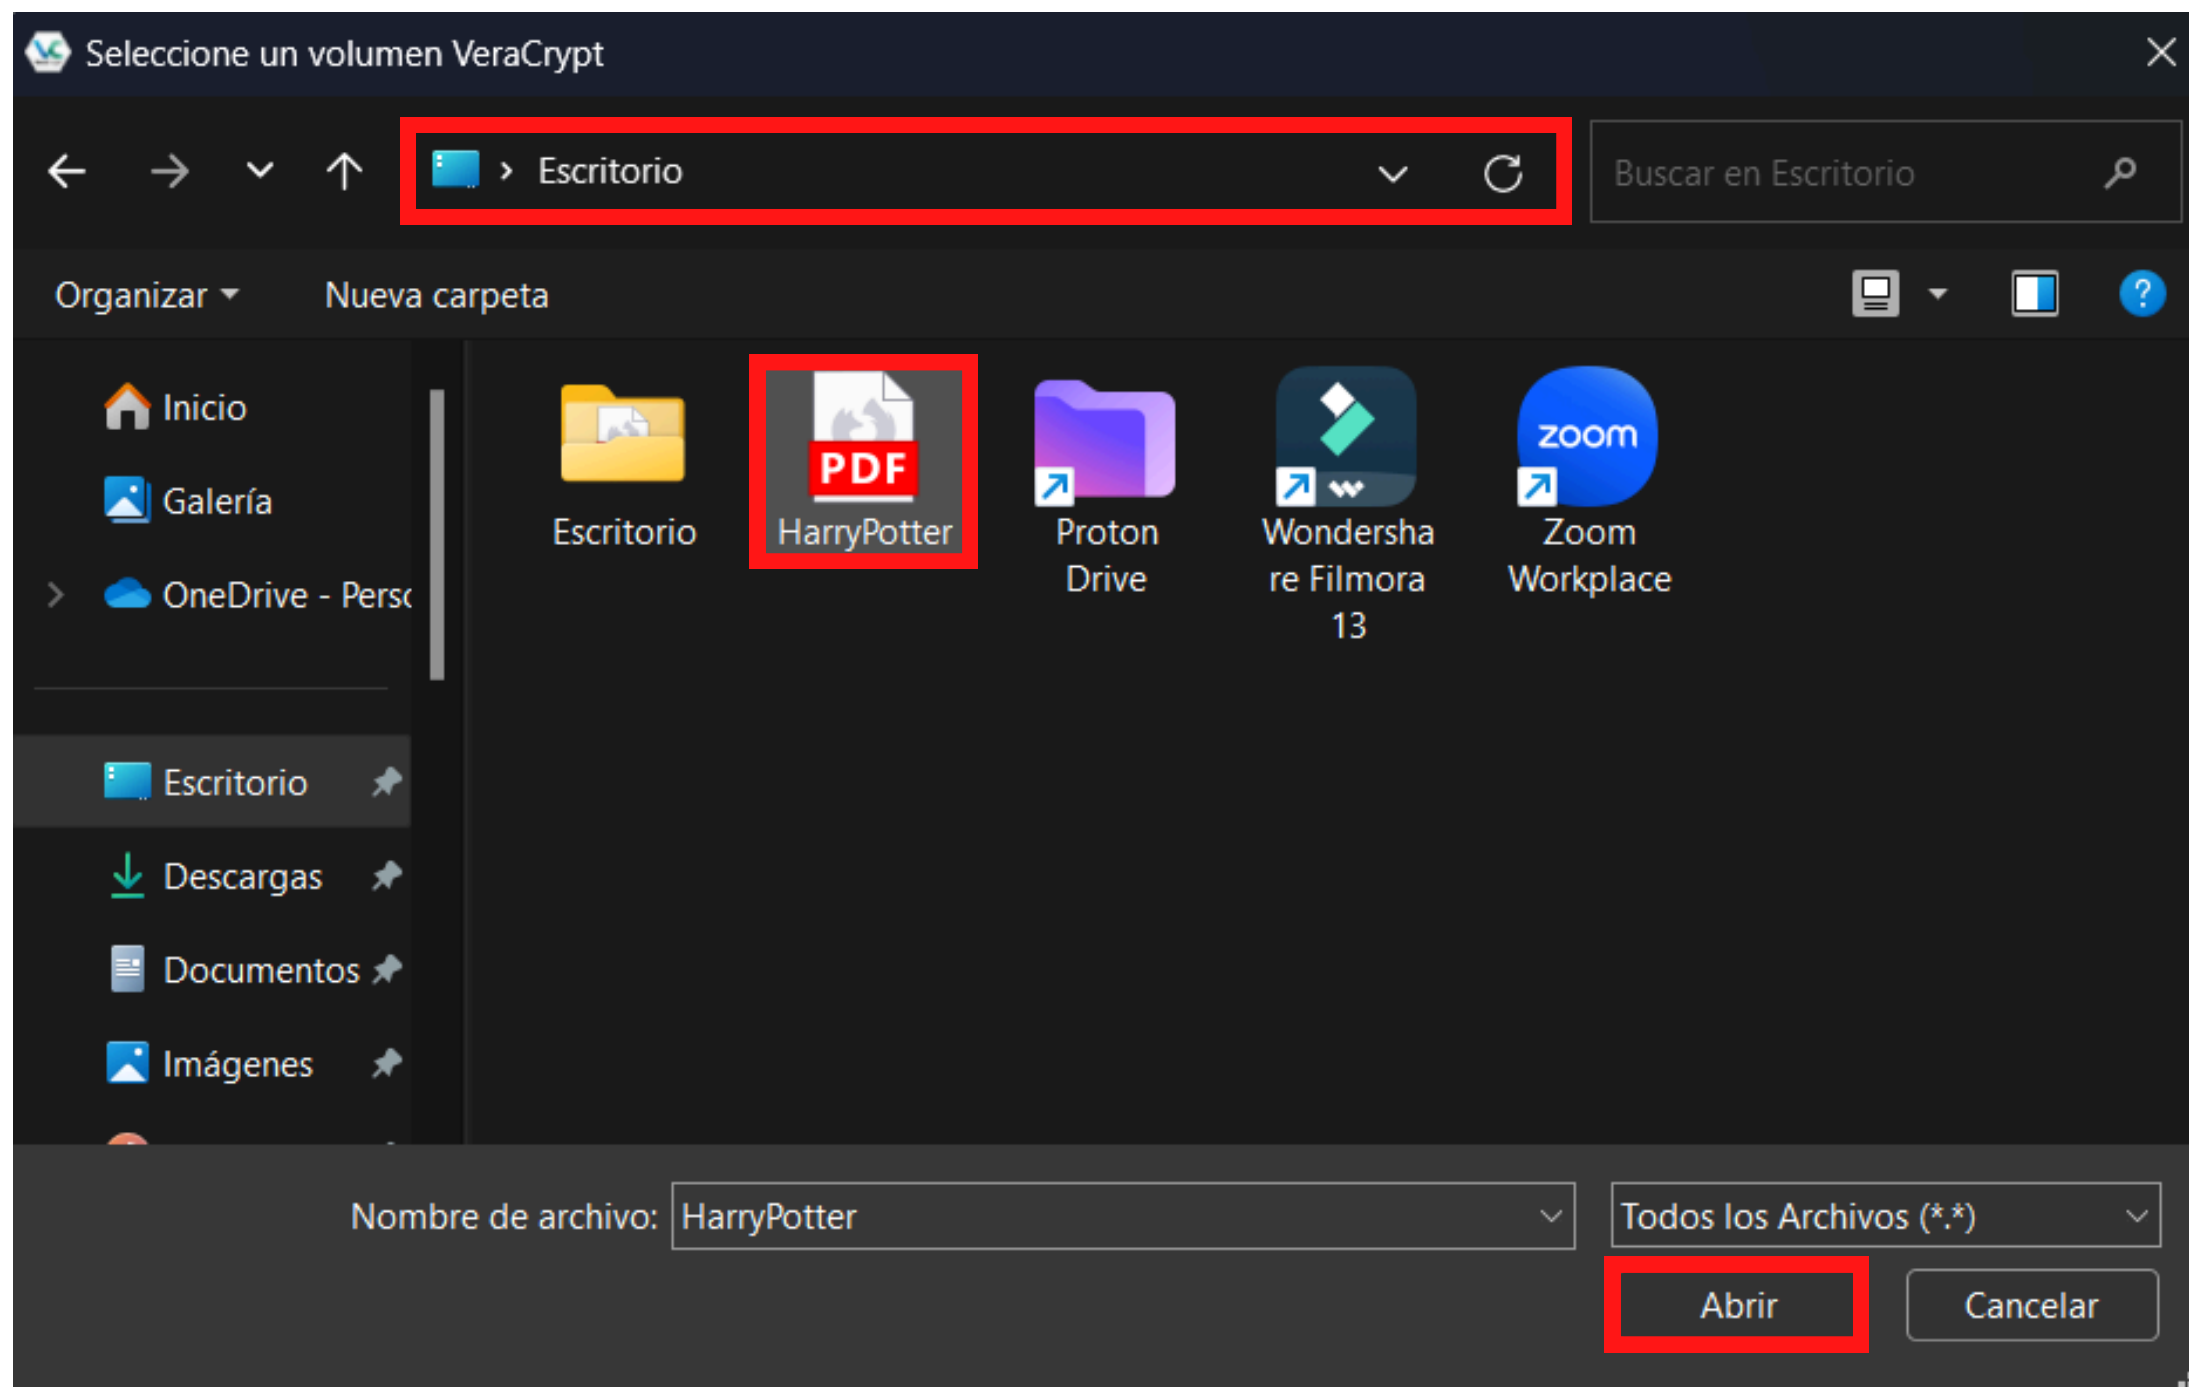 Seleccione un volumen VeraCrypt
Escritorio
Buscar en Escritorio
Organizar
Nueva carpeta
Inicio
Galería
OneDrive - Perso
Escritorio
Descargas
Documentos
Imágenes
Escritorio
PDF
HarryPotter
Proton
Drive
Wondersha
re Filmora
13
zoom
Zoom
Workplace
Nombre de archivo: HarryPotter
Todos los Archivos (*.*)
Abrir
Cancelar